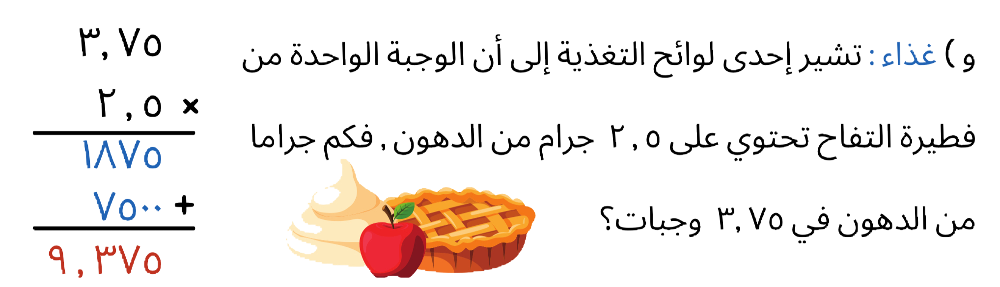 و ) غذاء : تشير إحدى لوائح التغذية إلى أن الوجبة الواحدة من
فطيرة التفاح تحتوي على ٢,٥ جرام من الدهون , فكم جراما
من الدهون في ٣,٧٥ وجبات؟
٣,٧٥
× ٢,٥
١٨٧٥
+ ٧٥٠٠
٩,٣٧٥